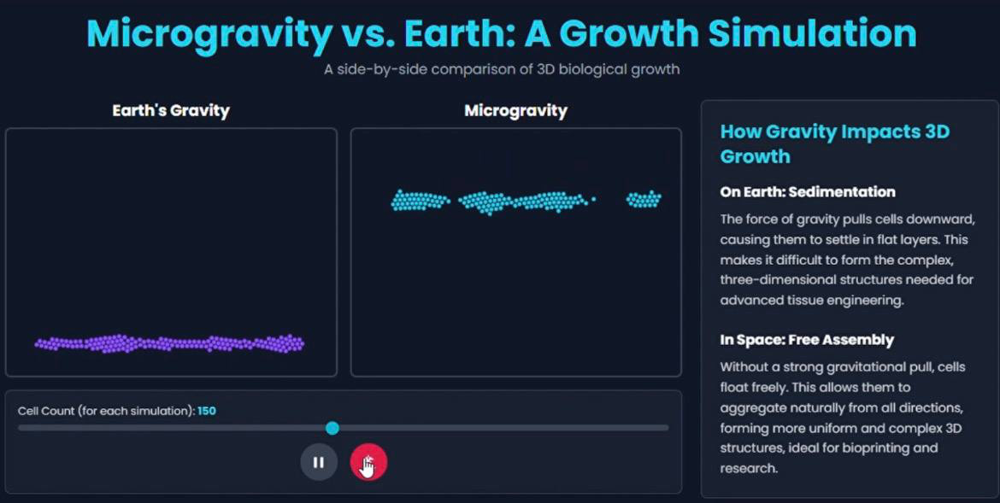 Microgravity vs. Earth: A Growth Simulation
A side-by-side comparison of 3D biological growth
Earth's Gravity
Microgravity
Cell Count (for each simulation): 150
How Gravity Impacts 3D
Growth
On Earth: Sedimentation
The force of gravity pulls cells downward,
causing them to settle in flat layers. This
makes it difficult to form the complex,
three-dimensional structures needed for
advanced tissue engineering.
In Space: Free Assembly
Without a strong gravitational pull, cells
float freely. This allows them to
aggregate naturally from all directions,
forming more uniform and complex 3D
structures, ideal for bioprinting and
research.